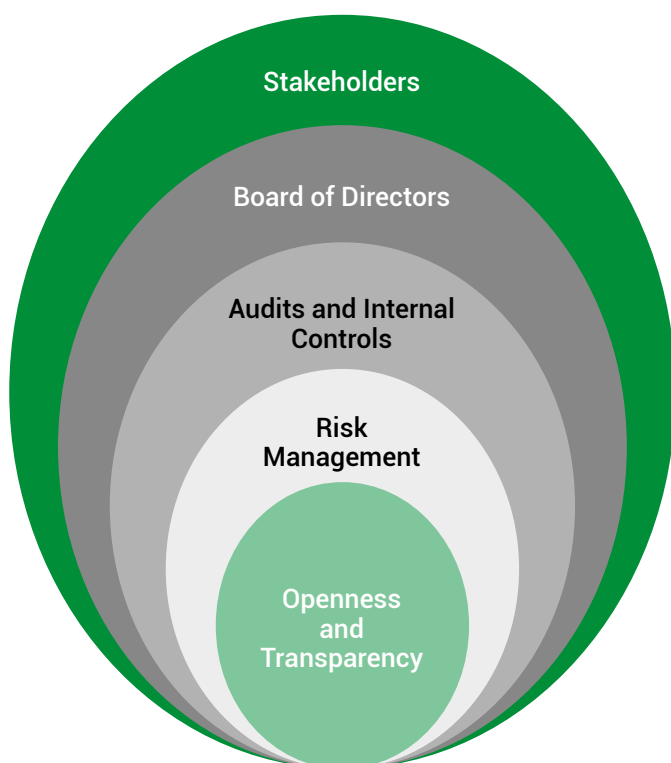 Stakeholders
Board of Directors
Audits and Internal
Controls
Risk
Management
Openness
and
Transparency